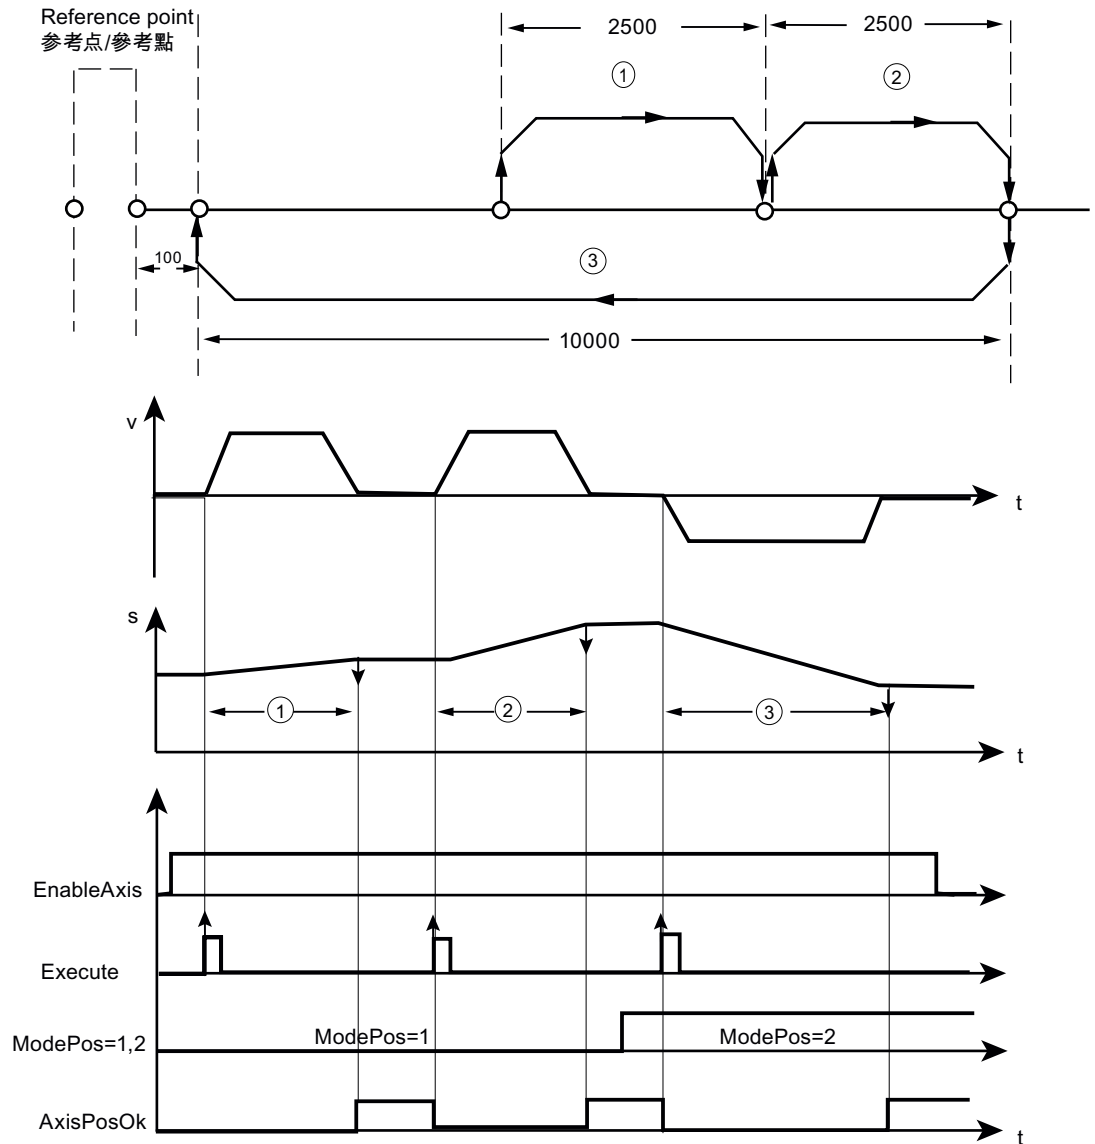 Reference point
参考点/參考點
2500
2500
1
2
100
3
10000
v
t
s
1
2
3
t
EnableAxis
Execute
ModePos=1,2
ModePos=1
ModePos=2
AxisPosOk
t